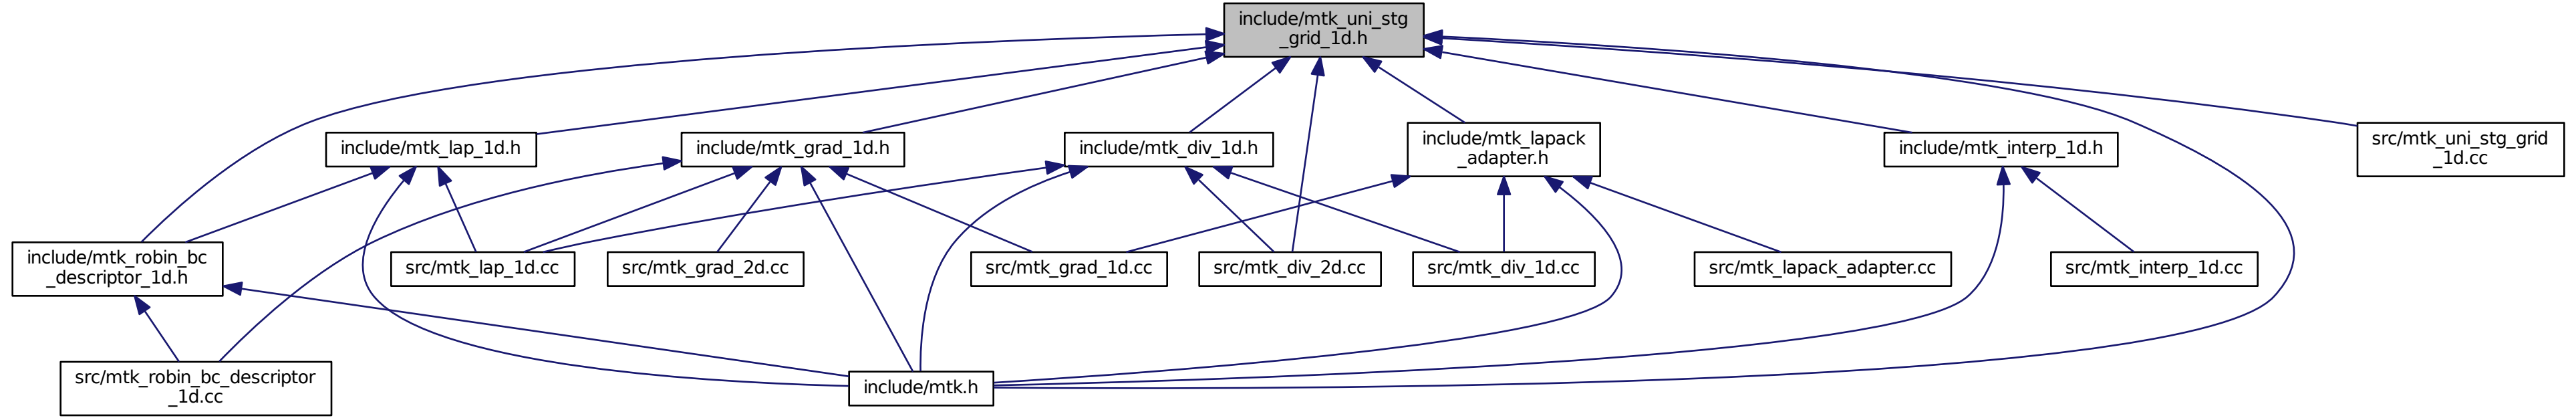 include/mtk_uni_stg
_grid_1d.h
include/mtk_lap_1d.h
include/mtk_grad_1d.h
include/mtk_div_1d.h
include/mtk_lapack
_adapter.h
include/mtk_interp_1d.h
src/mtk_uni_stg_grid
_1d.cc
include/mtk_robin_bc
_descriptor_1d.h
src/mtk_lap_1d.cc
src/mtk_grad_2d.cc
src/mtk_grad_1d.cc
src/mtk_div_2d.cc
src/mtk_div_1d.cc
src/mtk_lapack_adapter.cc
src/mtk_interp_1d.cc
src/mtk_robin_bc_descriptor
_1d.cc
include/mtk.h